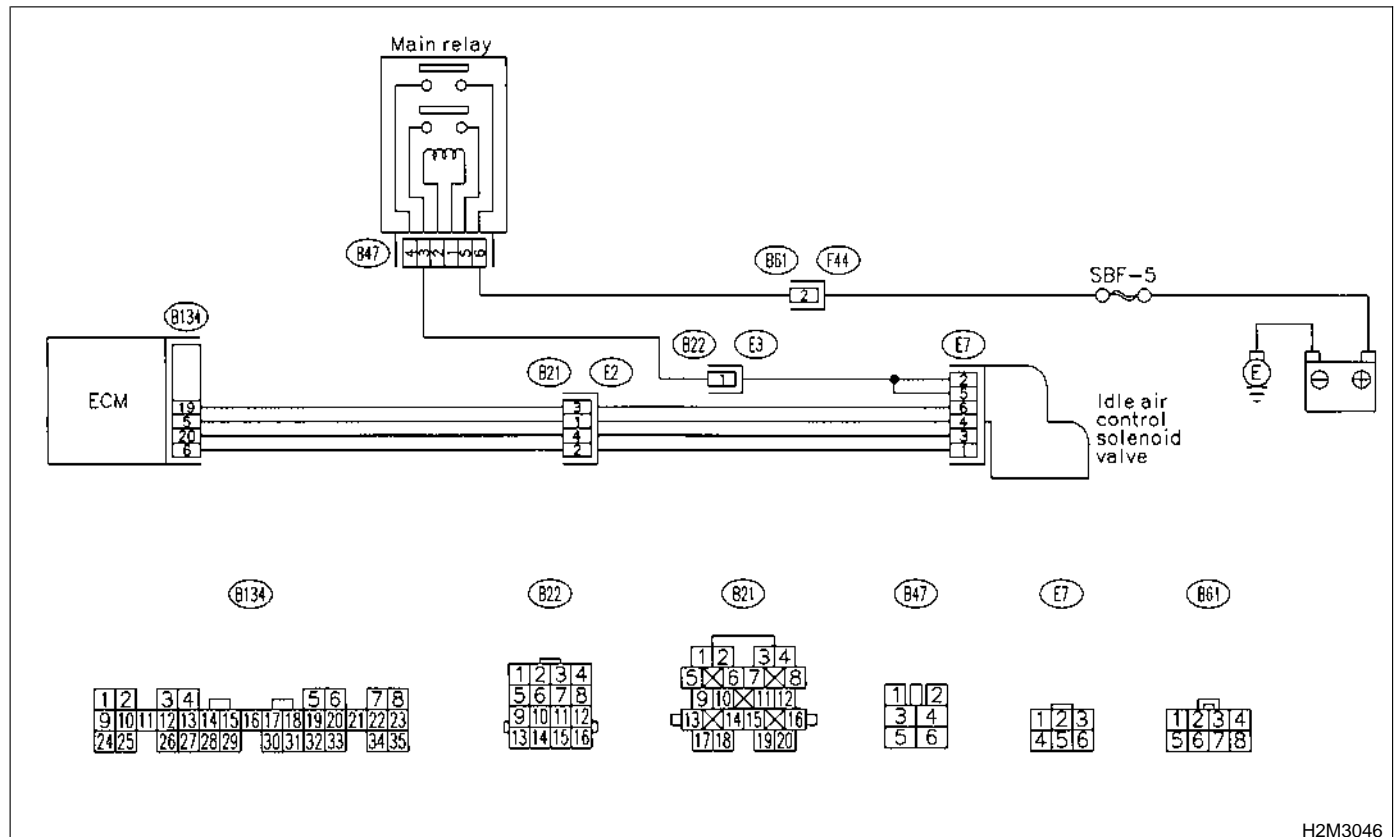 Main relay
B47
4 3 2 1 5 6
B61 F44
2
SBF-5
B134
B22 E3
1
E7
2
5
6
4
3
1
B21 E2
3
1
4
2
ECM
19
5
20
6
Idle air
control
solenoid
valve
E
⊖ ⊕
B134 B22 B21 B47 E7 B61
1 2 3 4 5 6 7 8
9 10 11 12 13 14 15 16 17 18 19 20 21 22 23
24 25 26 27 28 29 30 31 32 33 34 35
1 2 3 4
5 6 7 8
9 10 11 12
13 14 15 16
1 2 3 4
5 6 7 8
9 10 11 12
13 14 15 16
17 18 19 20
1 2
3 4
5 6
1 2 3
4 5 6
1 2 3 4
5 6 7 8
H2M3046